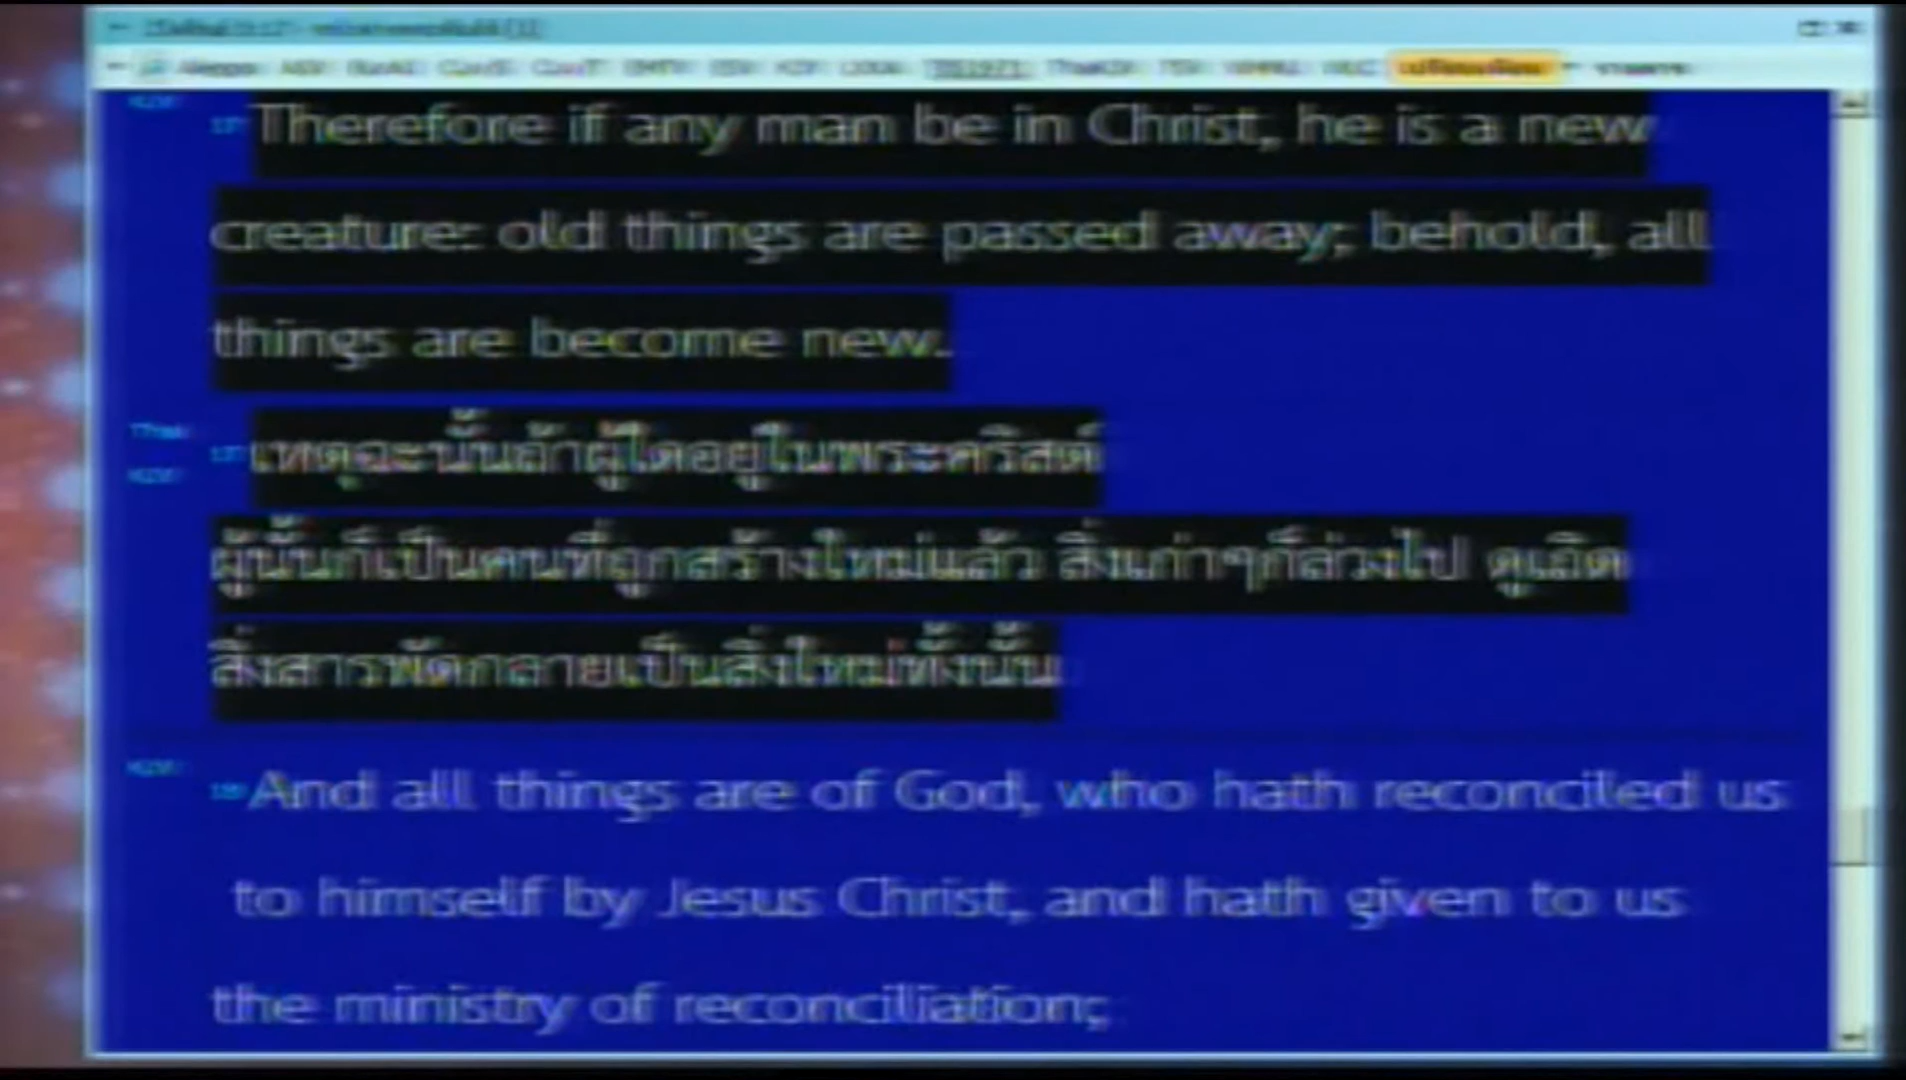 Therefore if any man be in Christ, he is a new
creature: old things are passed away; behold, all
things are become new.
เหตุฉะนั้นถ้าผู้ใดอยู่ในพระคริสต์
ผู้นั้นก็เป็นคนที่ถูกสร้างใหม่แล้ว สิ่งเก่าๆก็ล่วงไป ดูเถิด
สิ่งสารพัดกลายเป็นสิ่งใหม่ทั้งนั้น
And all things are of God, who hath reconciled us
to himself by Jesus Christ, and hath given to us
the ministry of reconciliation;